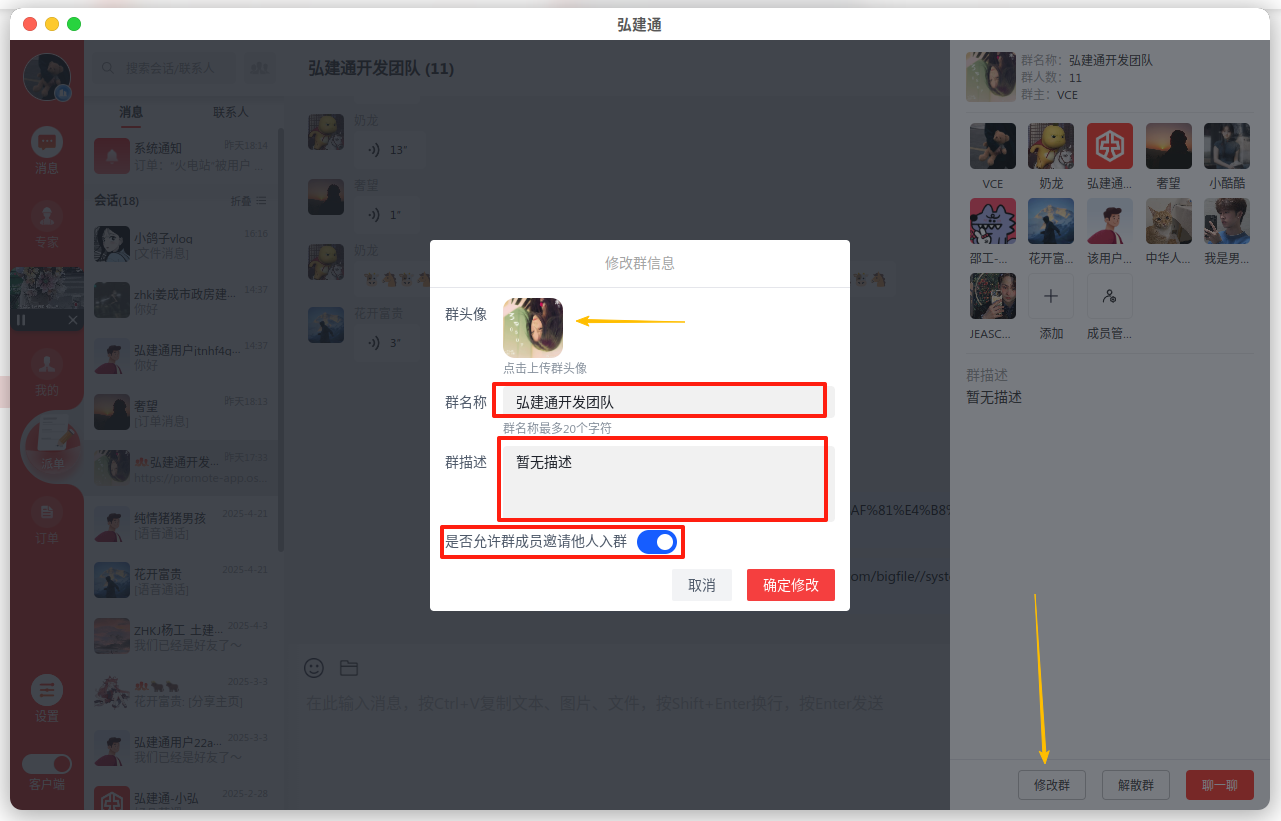 弘建通
消息
专家
我的
派单
订单
设置
客户端
搜索会话/联系人
消息
联系人
系统通知
昨天18:14
订单："火电站"被用户 ...
会话(18)
折叠
小鸽子vlog
16:16
[文件消息]
zhkj姜成市政房建...
14:37
你好
弘建通用户jtnhf4q...
14:37
你好
奢望
昨天18:13
[订单消息]
弘建通开发...
昨天17:33
https://promote-app.os...
纯情猪猪男孩
2025-4-21
[语音通话]
花开富贵
2025-4-21
[语音通话]
ZHKJ杨工 土建...
2025-4-3
我们已经是好友了～
2025-3-3
花开富贵: [分享主页]
弘建通用户22a...
2025-3-3
我们已经是好友了～
弘建通-小弘
2025-2-28
弘建通开发团队 (11)
奶龙
13"
奢望
1"
奶龙
花开富贵
3"
AF%81%E4%B8%
om/bigfile//syst
在此输入消息，按Ctrl+V复制文本、图片、文件，按Shift+Enter换行，按Enter发送
修改群信息
群头像
点击上传群头像
群名称
弘建通开发团队
群名称最多20个字符
群描述
暂无描述
是否允许群成员邀请他人入群
取消
确定修改
群名称：弘建通开发团队
群人数：11
群主：VCE
VCE
奶龙
弘建通...
奢望
小酷酷
邵工-...
花开富...
该用户...
中华人...
我是男...
JEASC...
添加
成员管...
群描述
暂无描述
修改群
解散群
聊一聊